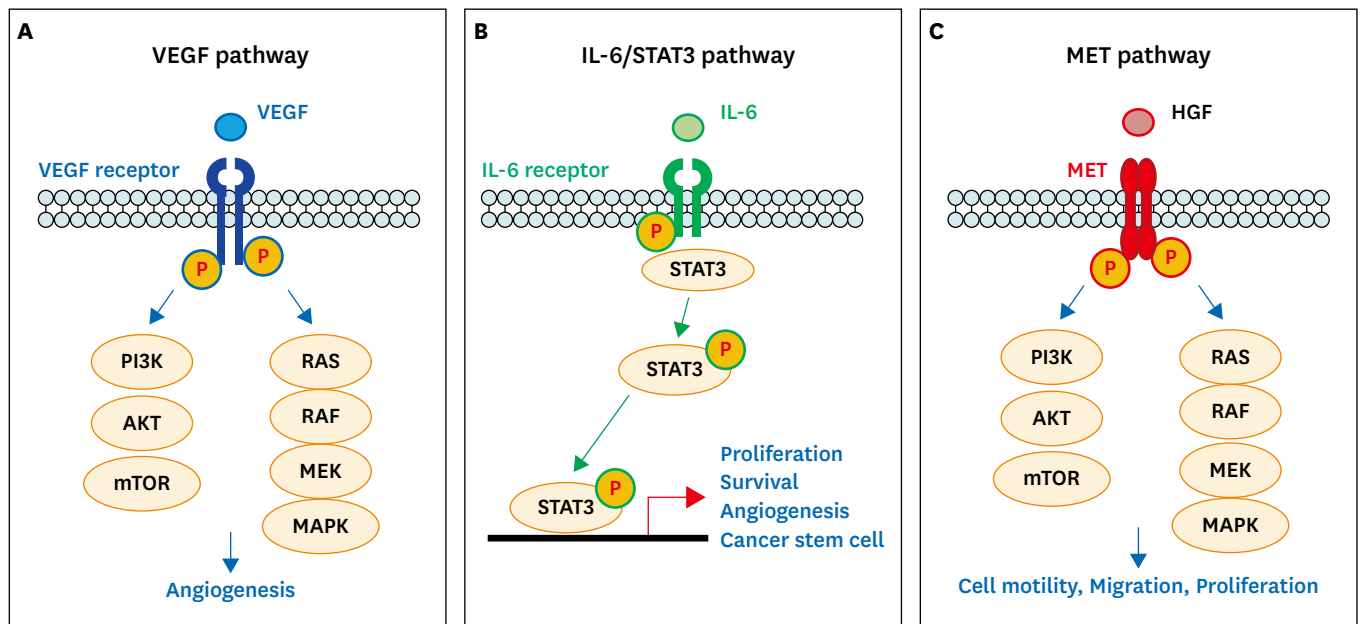 A
VEGF pathway
VEGF
VEGF receptor
P
P
PI3K
AKT
mTOR
RAS
RAF
MEK
MAPK
Angiogenesis
B
IL-6/STAT3 pathway
IL-6
IL-6 receptor
P
STAT3
P
STAT3
P
STAT3
Proliferation
Survival
Angiogenesis
Cancer stem cell
C
MET pathway
HGF
MET
P
P
PI3K
AKT
mTOR
RAS
RAF
MEK
MAPK
Cell motility, Migration, Proliferation